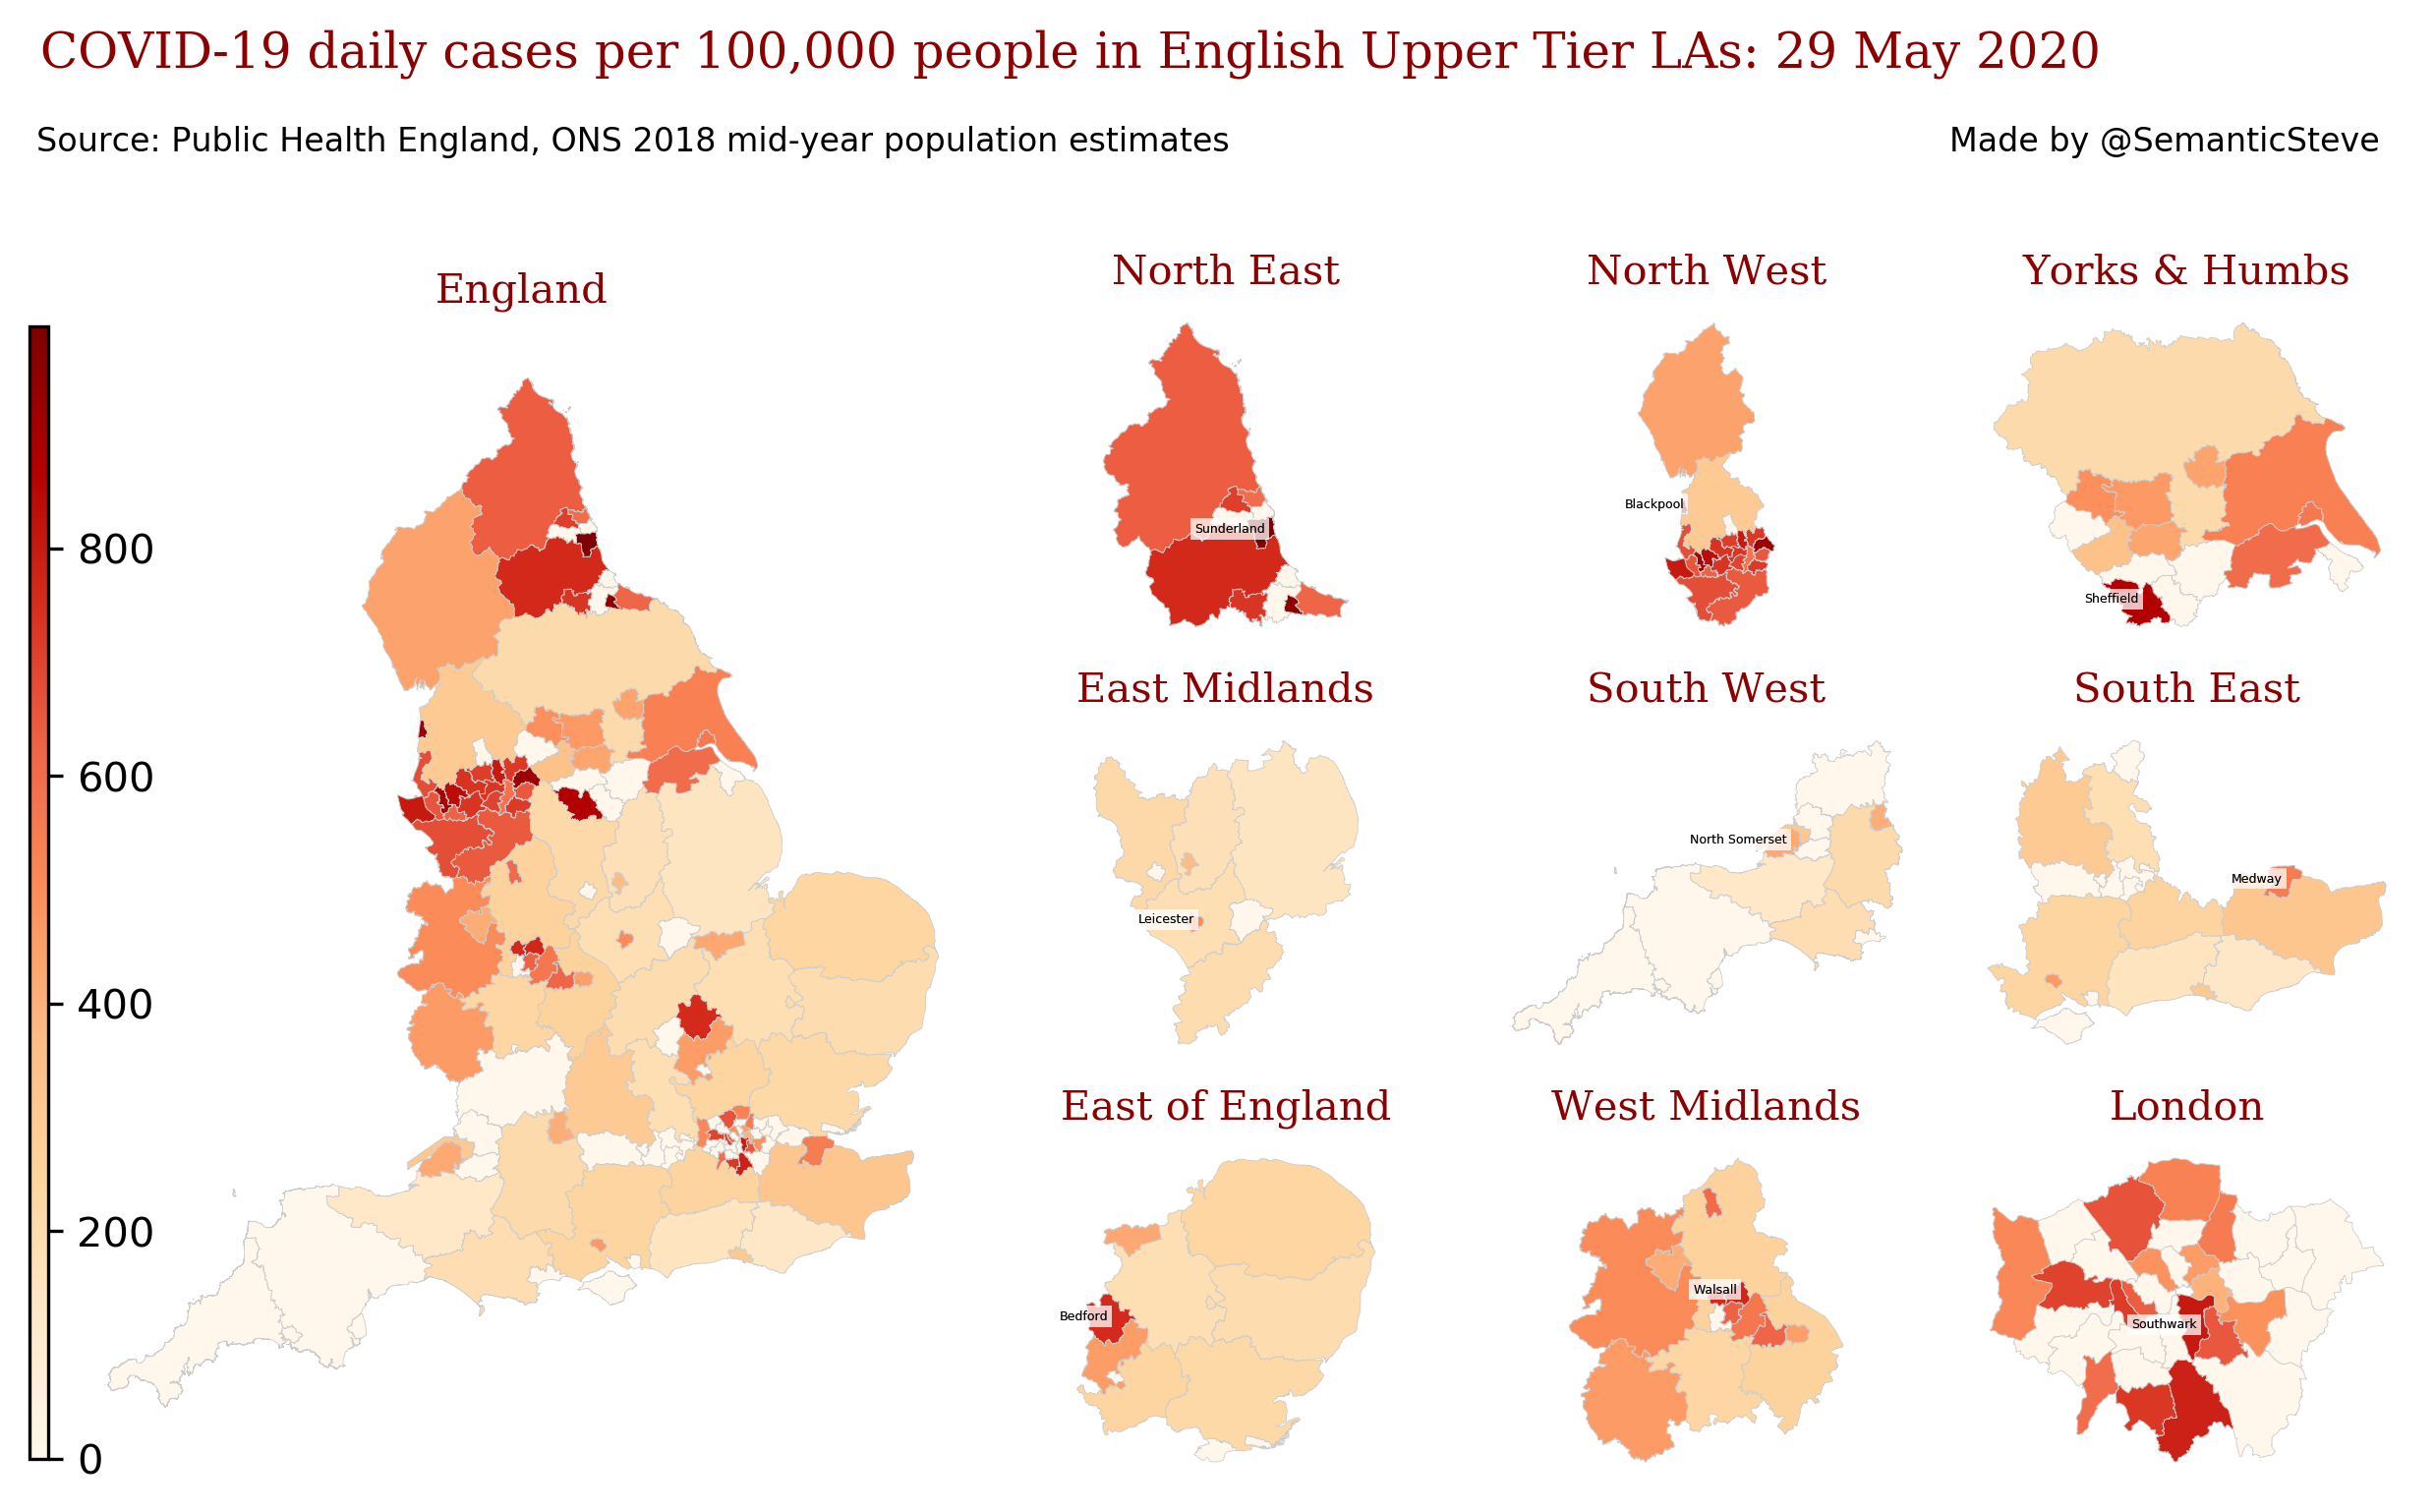 COVID-19 daily cases per 100,000 people in English Upper Tier LAs: 29 May 2020
Source: Public Health England, ONS 2018 mid-year population estimates
Made by @SemanticSteve
England
800
600
400
200
0
North East
Sunderland
North West
Blackpool
Yorks & Humbs
Sheffield
East Midlands
Leicester
South West
North Somerset
South East
Medway
East of England
Bedford
West Midlands
Walsall
London
Southwark